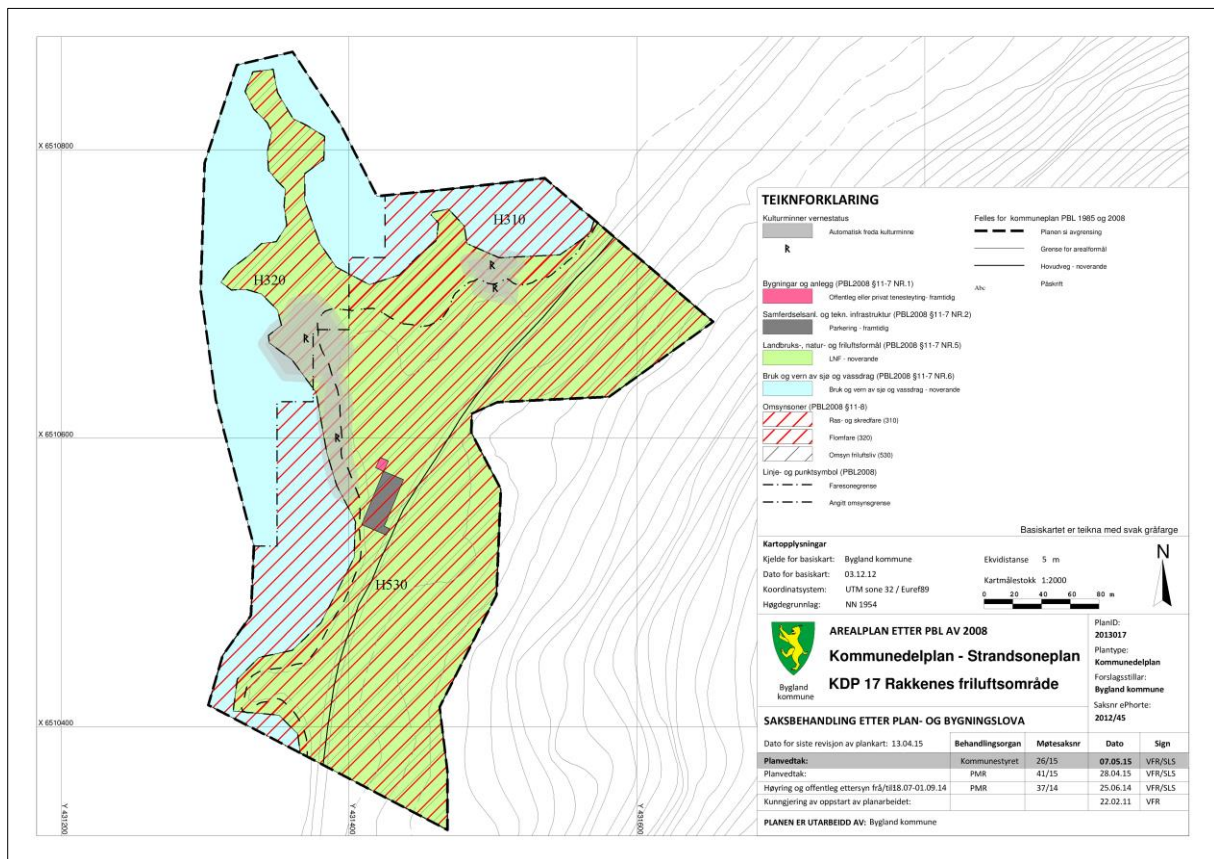 X 6510800
X 6510600
X 6510400
Y 431200
Y 431400
Y 431600
H310
H320
R
R
R
R
H530
TEIKNFORKLARING
Kulturminner vernestatus
Automatisk freda kulturminne
R
Bygningar og anlegg (PBL2008 §11-7 NR.1)
Offentleg eller privat tenesteyting- framtidig
Samferdselsanl. og tekn. infrastruktur (PBL2008 §11-7 NR.2)
Parkering - framtidig
Landbruks-, natur- og friluftsformål (PBL2008 §11-7 NR.5)
LNF - noverande
Bruk og vern av sjø og vassdrag (PBL2008 §11-7 NR.6)
Bruk og vern av sjø og vassdrag - noverande
Omsynsoner (PBL2008 §11-8)
Ras- og skredfare (310)
Flomfare (320)
Omsyn friluftsliv (530)
Linje- og punktsymbol (PBL2008)
Faresonegrense
Angitt omsynsgrense
Felles for kommuneplan PBL 1985 og 2008
Planen si avgrensing
Grense for arealformål
Hovudveg - noverande
Abc Påskrift
Basiskartet er teikna med svak gråfarge
Kartopplysningar
Kjelde for basiskart: Bygland kommune
Dato for basiskart: 03.12.12
Koordinatsystem: UTM sone 32 / Euref89
Høgdegrunnlag: NN 1954
Ekvidistanse 5 m
Kartmålestokk 1:2000
0 20 40 60 80 m
N
Bygland
kommune
AREALPLAN ETTER PBL AV 2008
Kommunedelplan - Strandsoneplan
KDP 17 Rakkenes friluftsområde
PlanID:
2013017
Plantype:
Kommunedelplan
Forslagsstillar:
Bygland kommune
Saksnr ePhorte:
2012/45
SAKSBEHANDLING ETTER PLAN- OG BYGNINGSLOVA
Dato for siste revisjon av plankart: 13.04.15 Behandlingsorgan Møtesaksnr Dato Sign
Planvedtak: Kommunestyret 26/15 07.05.15 VFR/SLS
Planvedtak: PMR 41/15 28.04.15 VFR/SLS
Høyring og offentleg ettersyn frå/til18.07-01.09.14 PMR 37/14 25.06.14 VFR/SLS
Kunngjering av oppstart av planarbeidet: 22.02.11 VFR
PLANEN ER UTARBEIDD AV: Bygland kommune